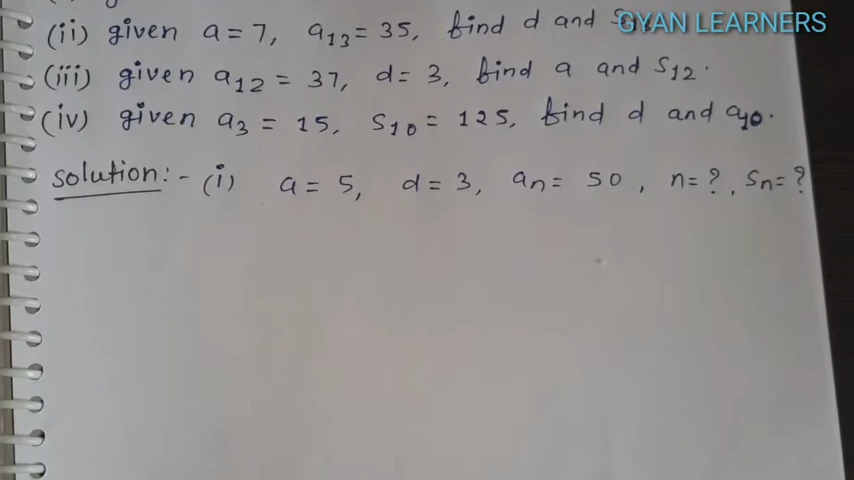 (ii) given a = 7, a13 = 35, find d and
GYAN LEARNERS
(iii) given a12 = 37, d = 3, find a and S12.
(iv) given a3 = 15, S10 = 125, find d and a10.
Solution:- (i) a = 5, d = 3, an = 50, n = ?, Sn = ?